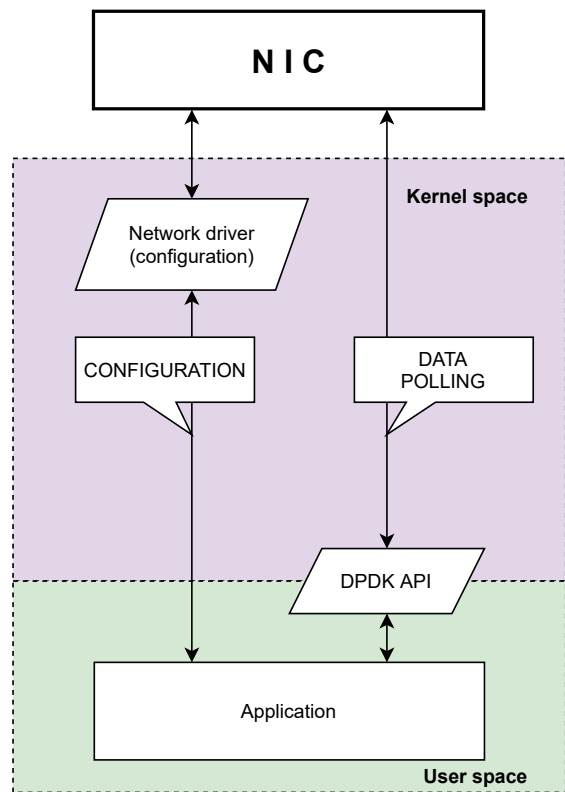 N I C
Kernel space
Network driver
(configuration)
CONFIGURATION
DATA
POLLING
DPDK API
Application
User space